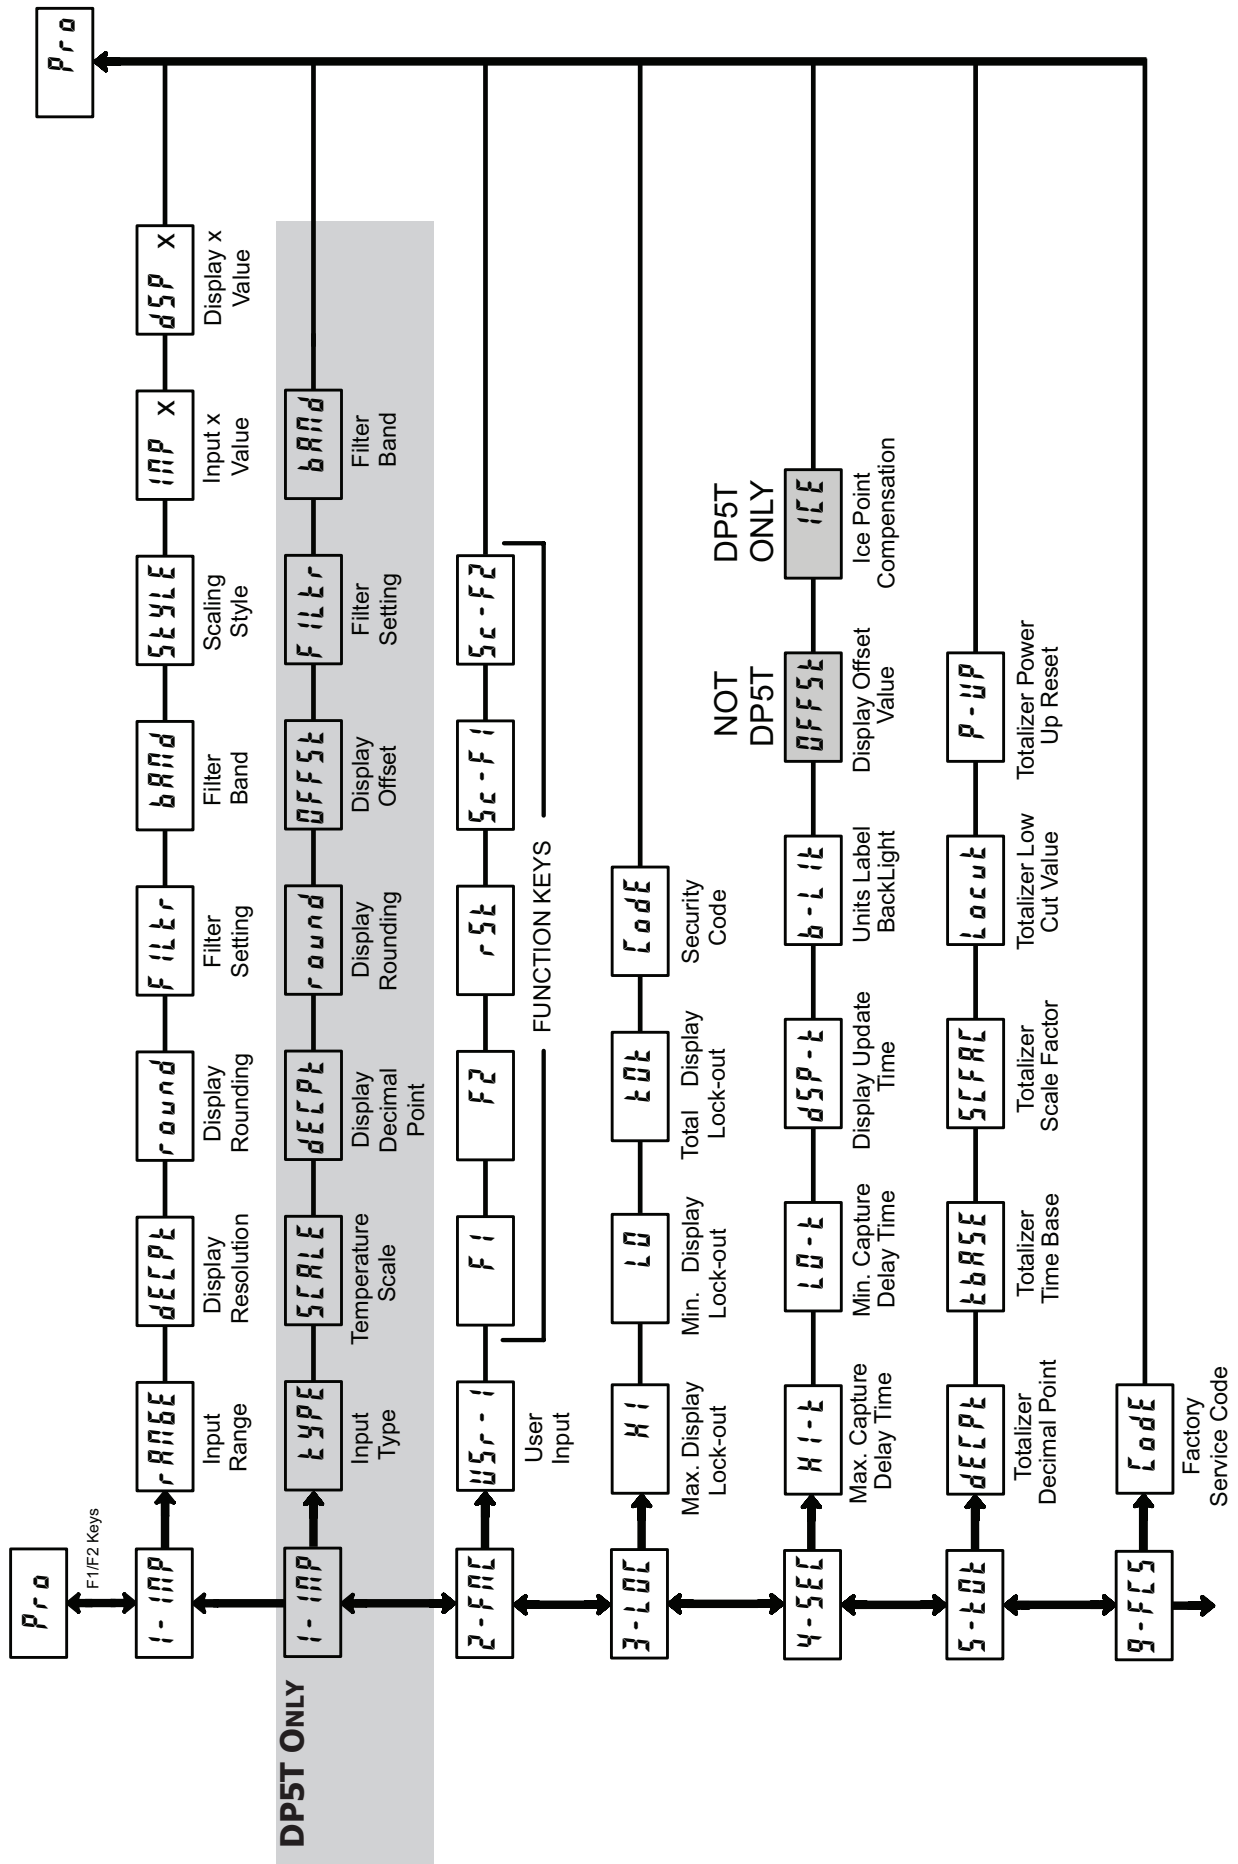 Pro
Pro
F1/F2 Keys
1-INP
rANGE
dECPt
round
FILtr
bANd
StYLE
INP x
dSP x
Input
Range
Display
Resolution
Display
Rounding
Filter
Setting
Filter
Band
Scaling
Style
Input x
Value
Display x
Value
DP5T ONLY
1-INP
tYPE
SCALE
dECPt
round
OFFSt
FILtr
bANd
Input
Type
Temperature
Scale
Display
Decimal
Point
Display
Rounding
Display
Offset
Filter
Setting
Filter
Band
2-FNC
USr-1
F1
F2
rSt
Sc-F1
Sc-F2
User
Input
FUNCTION KEYS
3-LOC
HI
LO
tOt
CodE
Max. Display
Lock-out
Min. Display
Lock-out
Total Display
Lock-out
Security
Code
NOT
DP5T
DP5T
ONLY
4-SEC
HI-t
LO-t
dSP-t
b-LIt
OFFSt
ICE
Max. Capture
Delay Time
Min. Capture
Delay Time
Display Update
Time
Units Label
BackLight
Display Offset
Value
Ice Point
Compensation
5-tOt
dECPt
tbASE
SCFAC
Locut
P-UP
Totalizer
Decimal Point
Totalizer
Time Base
Totalizer
Scale Factor
Totalizer Low
Cut Value
Totalizer Power
Up Reset
9-FCS
CodE
Factory
Service Code